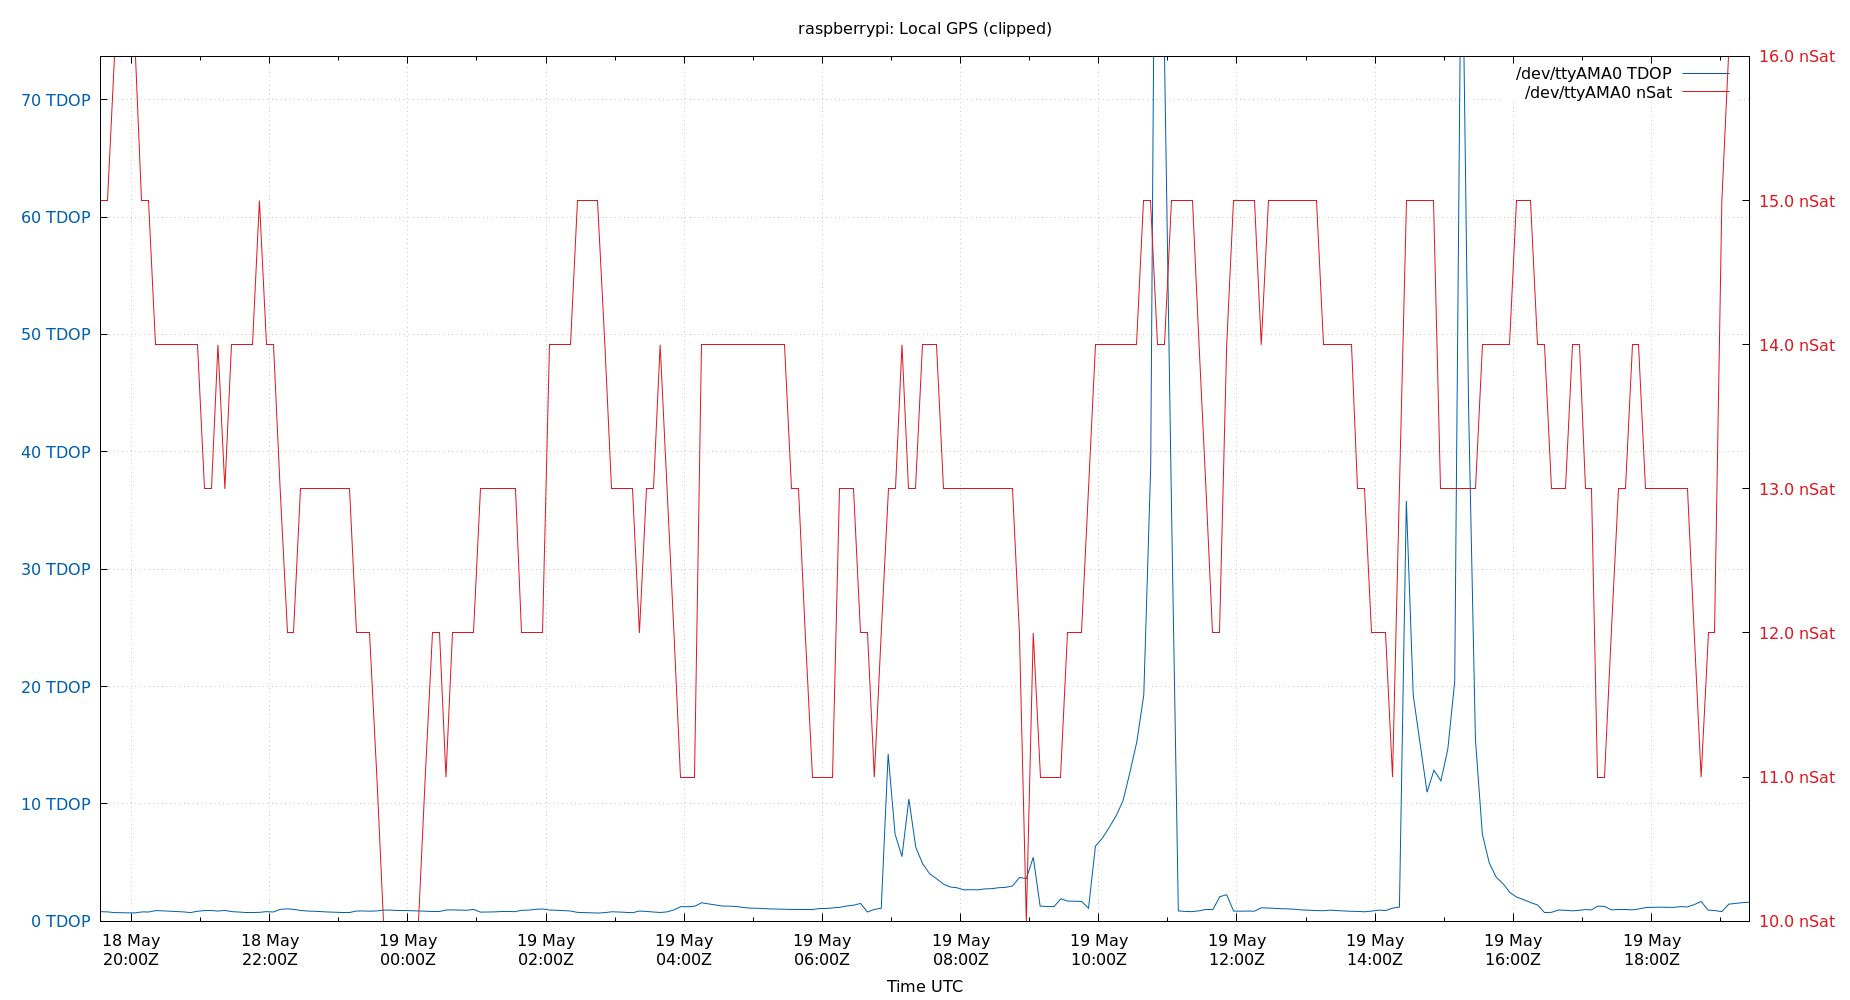 raspberrypi: Local GPS (clipped)
/dev/ttyAMA0 TDOP
/dev/ttyAMA0 nSat
70 TDOP
60 TDOP
50 TDOP
40 TDOP
30 TDOP
20 TDOP
10 TDOP
0 TDOP
16.0 nSat
15.0 nSat
14.0 nSat
13.0 nSat
12.0 nSat
11.0 nSat
10.0 nSat
18 May
20:00Z
18 May
22:00Z
19 May
00:00Z
19 May
02:00Z
19 May
04:00Z
19 May
06:00Z
19 May
08:00Z
19 May
10:00Z
19 May
12:00Z
19 May
14:00Z
19 May
16:00Z
19 May
18:00Z
Time UTC